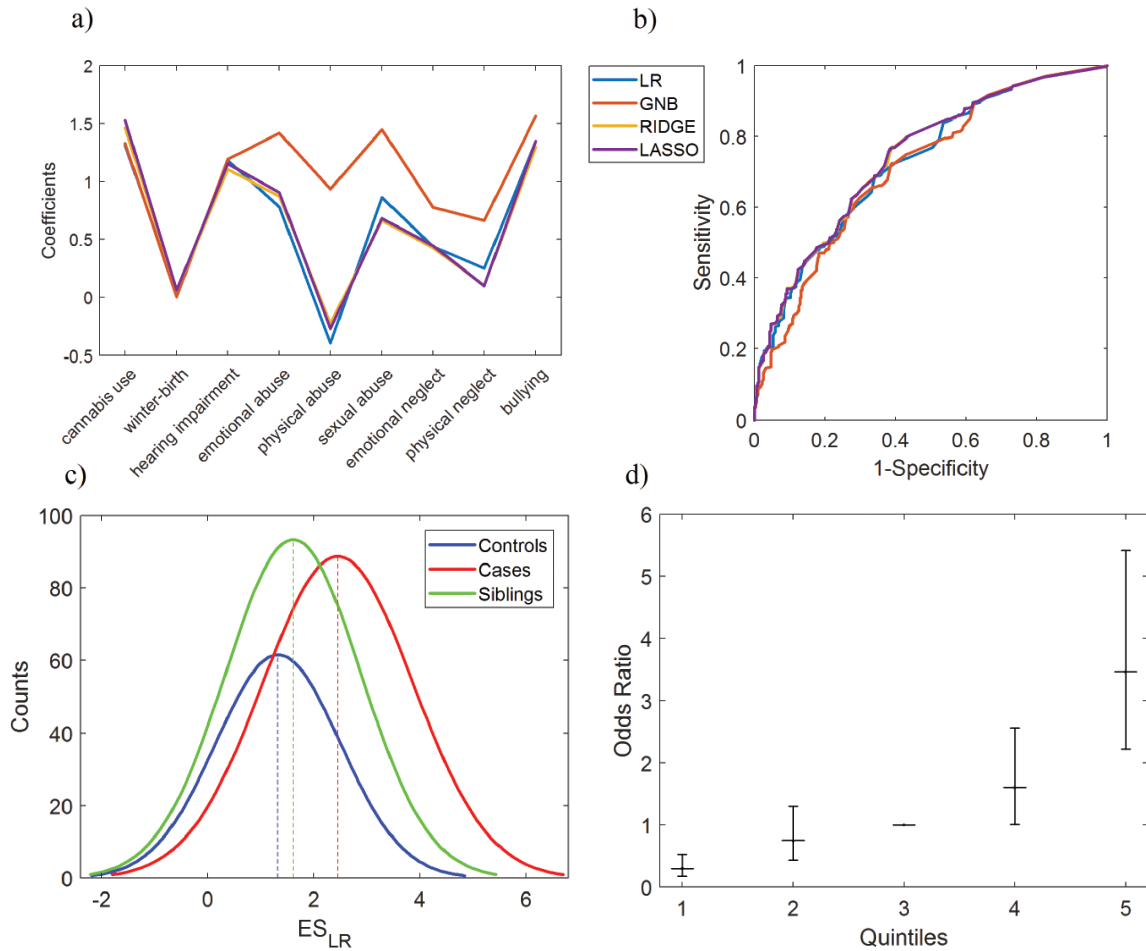 a)
2
1.5
1
0.5
0
-0.5
Coefficients
cannabis use
winter-birth
hearing impairment
emotional abuse
physical abuse
sexual abuse
emotional neglect
physical neglect
bullying
LR
GNB
RIDGE
LASSO
b)
1
0.8
0.6
0.4
0.2
0
Sensitivity
0 0.2 0.4 0.6 0.8 1
1-Specificity
c)
100
80
60
40
20
0
Counts
Controls
Cases
Siblings
-2 0 2 4 6
ES_LR
d)
6
5
4
3
2
1
0
Odds Ratio
1 2 3 4 5
Quintiles